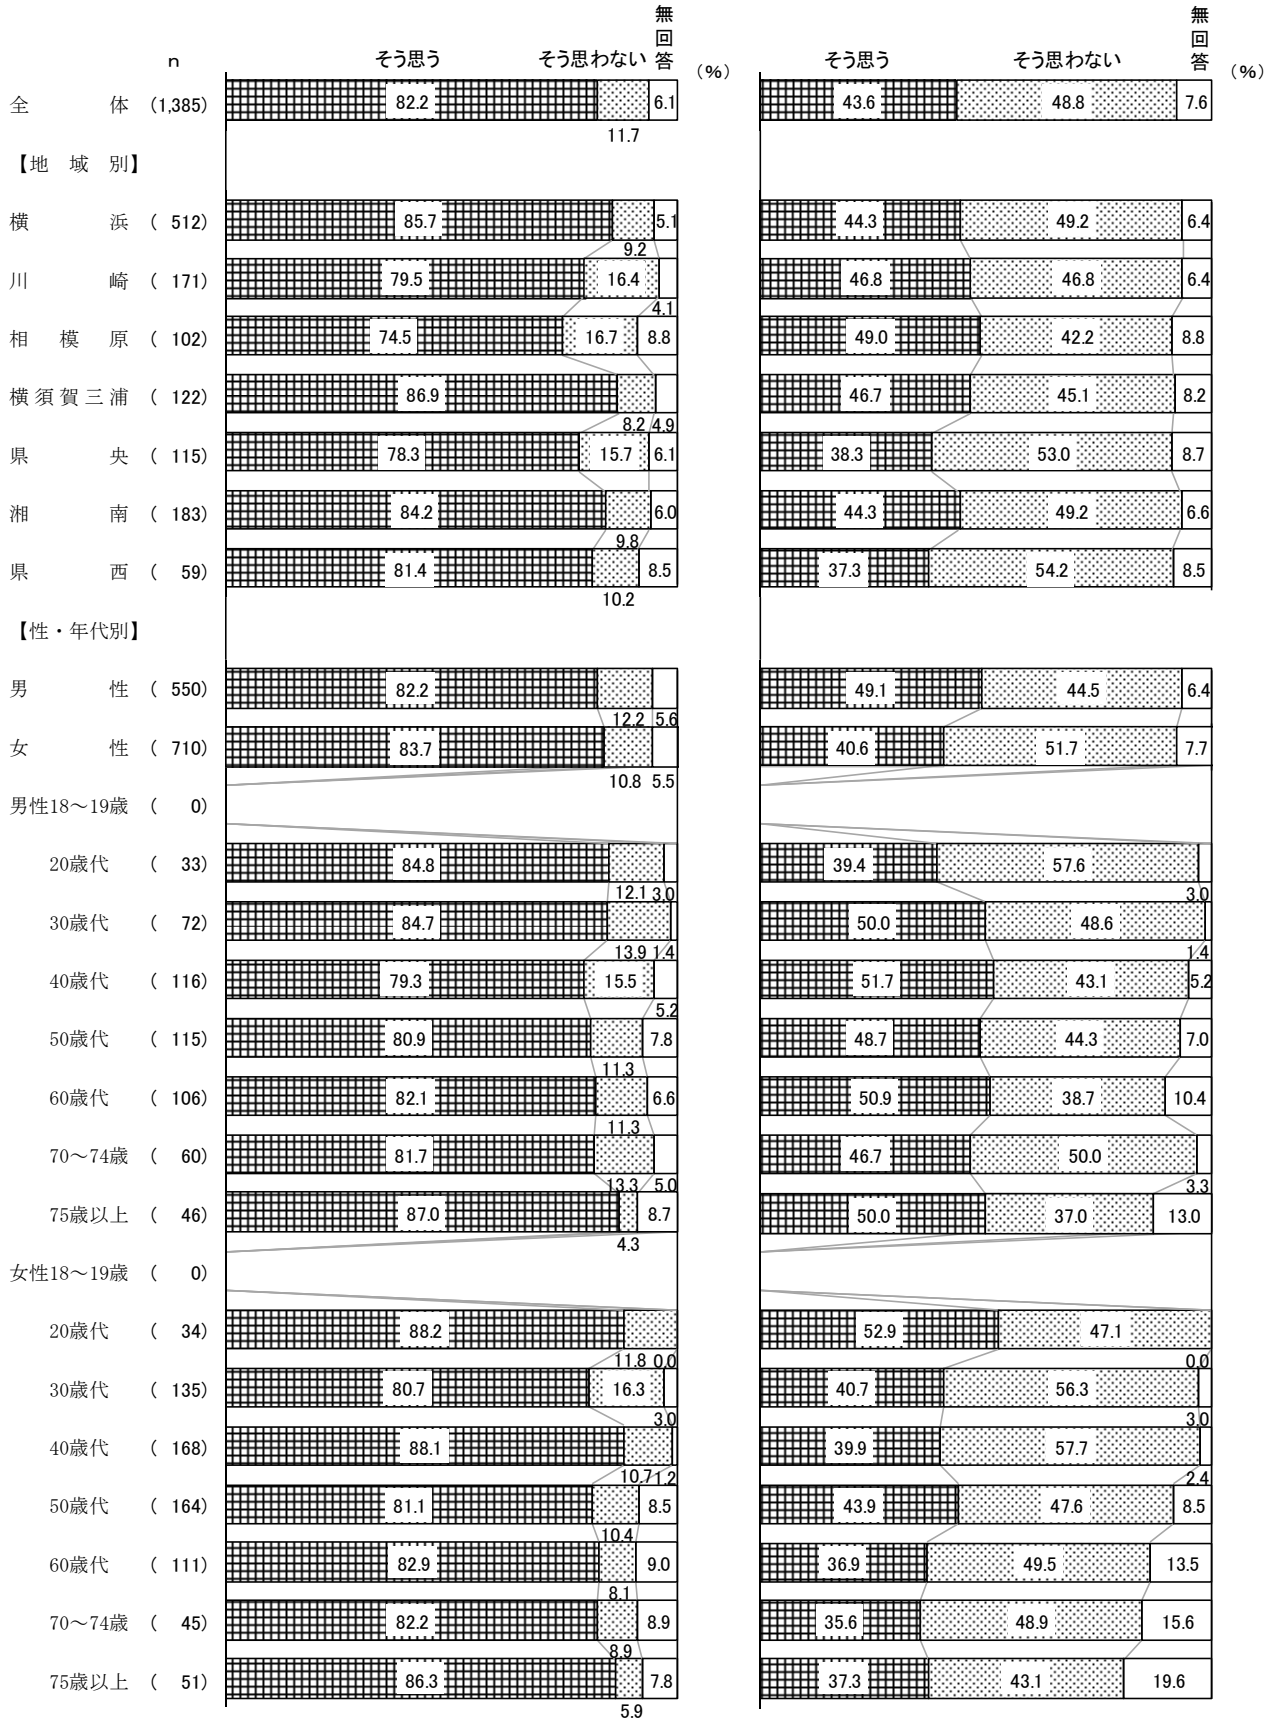 無回答 無回答
n そう思う そう思わない (%) そう思う そう思わない (%)
全体 (1,385) 82.2 11.7 6.1 43.6 48.8 7.6
【地域別】
横浜 ( 512) 85.7 9.2 5.1 44.3 49.2 6.4
川崎 ( 171) 79.5 16.4 4.1 46.8 46.8 6.4
相模原 ( 102) 74.5 16.7 8.8 49.0 42.2 8.8
横須賀三浦 ( 122) 86.9 8.2 4.9 46.7 45.1 8.2
県央 ( 115) 78.3 15.7 6.1 38.3 53.0 8.7
湘南 ( 183) 84.2 9.8 6.0 44.3 49.2 6.6
県西 ( 59) 81.4 10.2 8.5 37.3 54.2 8.5
【性・年代別】
男性 ( 550) 82.2 12.2 5.6 49.1 44.5 6.4
女性 ( 710) 83.7 10.8 5.5 40.6 51.7 7.7
男性18～19歳 ( 0)
20歳代 ( 33) 84.8 12.1 3.0 39.4 57.6 3.0
30歳代 ( 72) 84.7 13.9 1.4 50.0 48.6 1.4
40歳代 ( 116) 79.3 15.5 5.2 51.7 43.1 5.2
50歳代 ( 115) 80.9 11.3 7.8 48.7 44.3 7.0
60歳代 ( 106) 82.1 11.3 6.6 50.9 38.7 10.4
70～74歳 ( 60) 81.7 13.3 5.0 46.7 50.0 3.3
75歳以上 ( 46) 87.0 4.3 8.7 50.0 37.0 13.0
女性18～19歳 ( 0)
20歳代 ( 34) 88.2 11.8 0.0 52.9 47.1 0.0
30歳代 ( 135) 80.7 16.3 3.0 40.7 56.3 3.0
40歳代 ( 168) 88.1 10.7 1.2 39.9 57.7 2.4
50歳代 ( 164) 81.1 10.4 8.5 43.9 47.6 8.5
60歳代 ( 111) 82.9 8.1 9.0 36.9 49.5 13.5
70～74歳 ( 45) 82.2 8.9 8.9 35.6 48.9 15.6
75歳以上 ( 51) 86.3 5.9 7.8 37.3 43.1 19.6